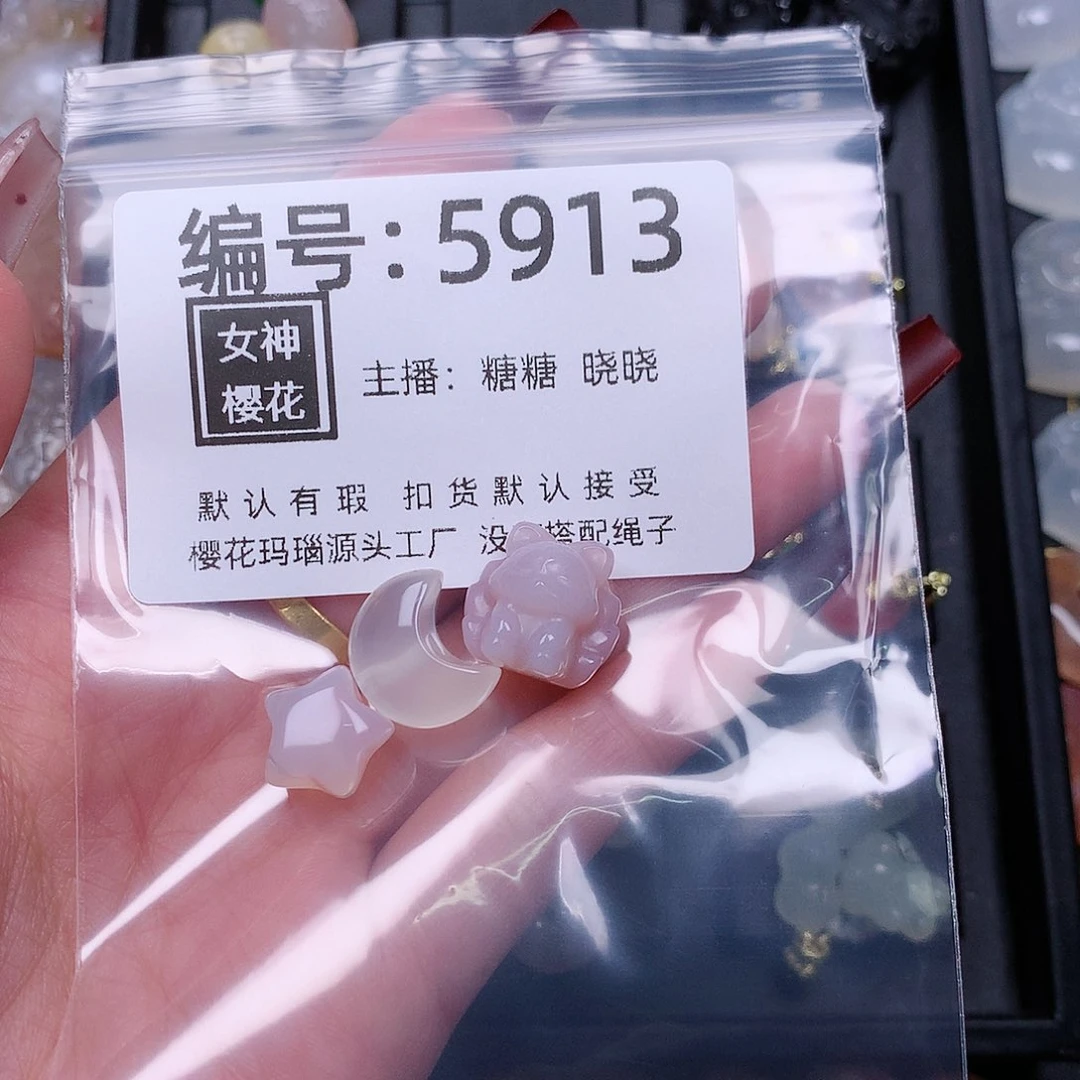 编号:5913
女神
樱花
主播: 糖糖 晓晓
默认有瑕 扣货默认接受
樱花玛瑙源头工厂 没 搭配绳子